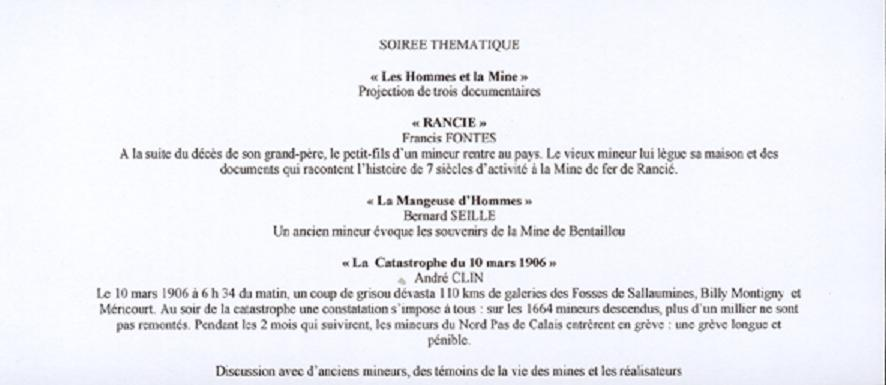 SOIREE THEMATIQUE
« Les Hommes et la Mine »
Projection de trois documentaires
« RANCIE »
Francis FONTES
A la suite du décès de son grand-père, le petit-fils d'un mineur rentre au pays. Le vieux mineur lui lègue sa maison et des
documents qui racontent l'histoire de 7 siècles d'activité à la Mine de fer de Rancié.
« La Mangeuse d'Hommes »
Bernard SEILLE
Un ancien mineur évoque les souvenirs de la Mine de Bentaillou
« La Catastrophe du 10 mars 1906 »
André CLIN
Le 10 mars 1906 à 6 h 34 du matin, un coup de grisou dévasta 110 kms de galeries des Fosses de Sallaumines, Billy Montigny et
Méricourt. Au soir de la catastrophe une constatation s'impose à tous : sur les 1664 mineurs descendus, plus d'un millier ne sont
pas remontés. Pendant les 2 mois qui suivirent, les mineurs du Nord Pas de Calais entrèrent en grève : une grève longue et
pénible.
Discussion avec d'anciens mineurs, des témoins de la vie des mines et les réalisateurs